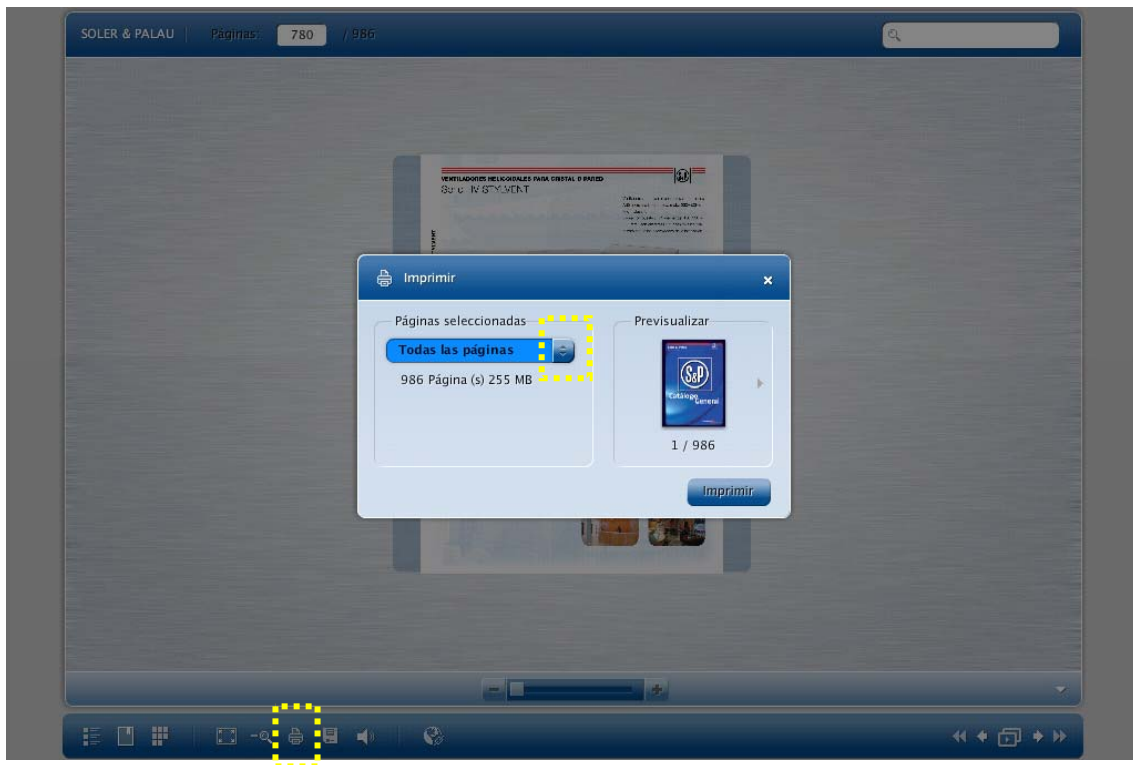 SOLER & PALAU Páginas: 780 / 986
VENTILADORES HELICOIDALES PARA CRISTAL O PARED
S&P
Imprimir
Páginas seleccionadas
Todas las páginas
986 Página (s) 255 MB
Previsualizar
S&P
Catálogo
General
1 / 986
Imprimir